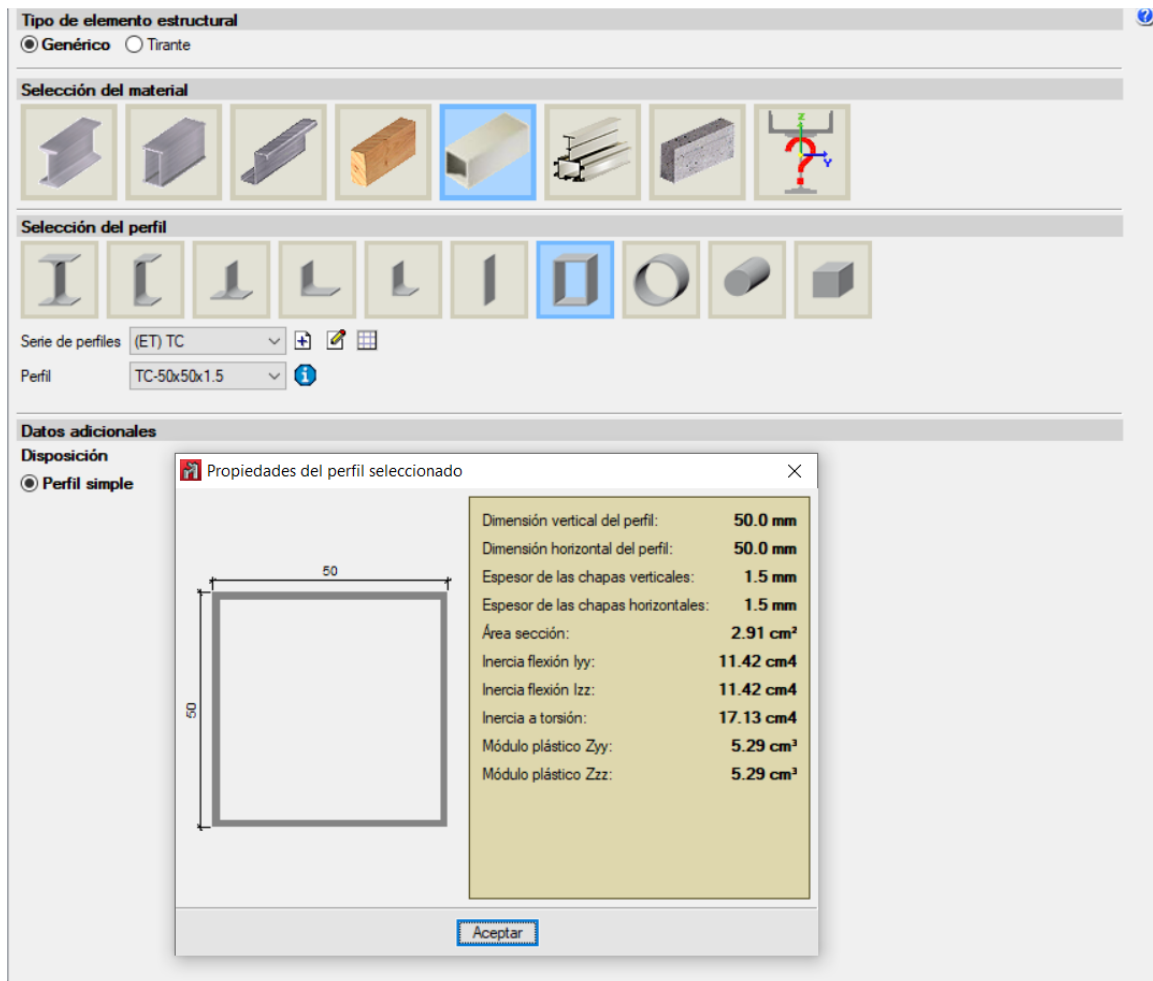 Tipo de elemento estructural
Genérico Tirante
Selección del material
Z
Y
Selección del perfil
Serie de perfiles (ET) TC
Perfil TC-50x50x1.5
Datos adicionales
Disposición
Perfil simple
Propiedades del perfil seleccionado
50
50
Dimensión vertical del perfil: 50.0 mm
Dimensión horizontal del perfil: 50.0 mm
Espesor de las chapas verticales: 1.5 mm
Espesor de las chapas horizontales: 1.5 mm
Área sección: 2.91 cm²
Inercia flexión Iyy: 11.42 cm4
Inercia flexión Izz: 11.42 cm4
Inercia a torsión: 17.13 cm4
Módulo plástico Zyy: 5.29 cm³
Módulo plástico Zzz: 5.29 cm³
Aceptar